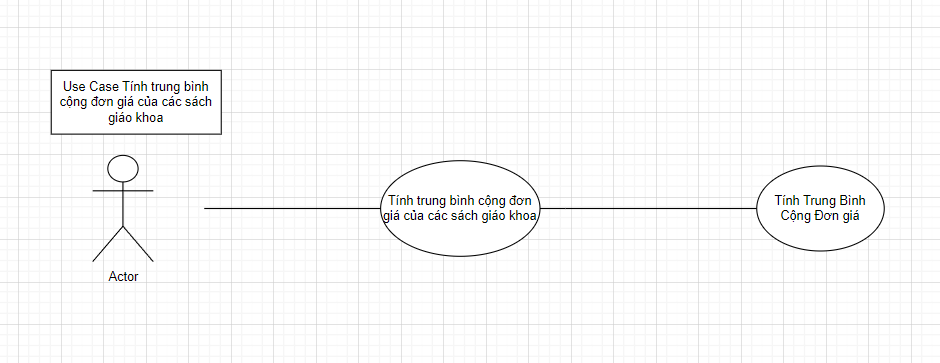 Use Case Tính trung bình
cộng đơn giá của các sách
giáo khoa
Actor
Tính trung bình cộng đơn
giá của các sách giáo khoa
Tính Trung Bình
Cộng Đơn giá